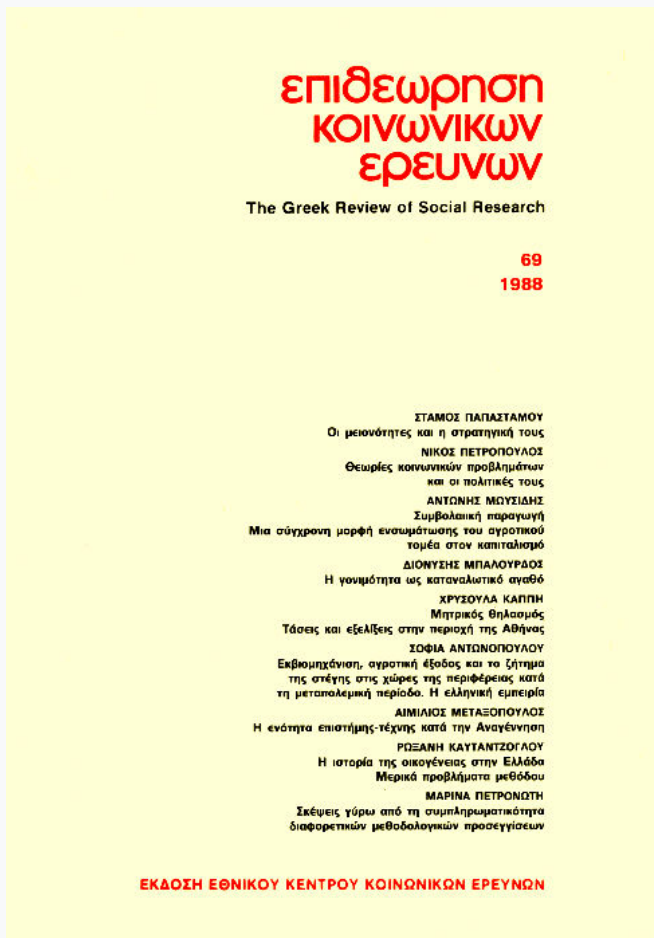 επιθεωρηση
κοινωνικων
ερευνων
The Greek Review of Social Research
69
1988
ΣΤΑΜΟΣ ΠΑΠΑΣΤΑΜΟΥ
Οι μειονότητες και η στρατηγική τους
ΝΙΚΟΣ ΠΕΤΡΟΠΟΥΛΟΣ
Θεωρίες κοινωνικών προβλημάτων
και οι πολιτικές τους
ΑΝΤΩΝΗΣ ΜΩΥΣΙΔΗΣ
Συμβολαιική παραγωγή
Μια σύγχρονη μορφή ενσωμάτωσης του αγροτικού
τομέα στον καπιταλισμό
ΔΙΟΝΥΣΗΣ ΜΠΑΛΟΥΡΔΟΣ
Η γονιμότητα ως καταναλωτικό αγαθό
ΧΡΥΣΟΥΛΑ ΚΑΠΠΗ
Μητρικός θηλασμός
Τάσεις και εξελίξεις στην περιοχή της Αθήνας
ΣΟΦΙΑ ΑΝΤΩΝΟΠΟΥΛΟΥ
Εκβιομηχάνιση, αγροτική έξοδος και το ζήτημα
της στέγης στις χώρες της περιφέρειας κατά
τη μεταπολεμική περίοδο. Η ελληνική εμπειρία
ΑΙΜΙΛΙΟΣ ΜΕΤΑΞΟΠΟΥΛΟΣ
Η ενότητα επιστήμης-τέχνης κατά την Αναγέννηση
ΡΩΞΑΝΗ ΚΑΥΤΑΝΤΖΟΓΛΟΥ
Η ιστορία της οικογένειας στην Ελλάδα
Μερικά προβλήματα μεθόδου
ΜΑΡΙΝΑ ΠΕΤΡΟΝΩΤΗ
Σκέψεις γύρω από τη συμπληρωματικότητα
διαφορετικών μεθοδολογικών προσεγγίσεων
ΕΚΔΟΣΗ ΕΘΝΙΚΟΥ ΚΕΝΤΡΟΥ ΚΟΙΝΩΝΙΚΩΝ ΕΡΕΥΝΩΝ